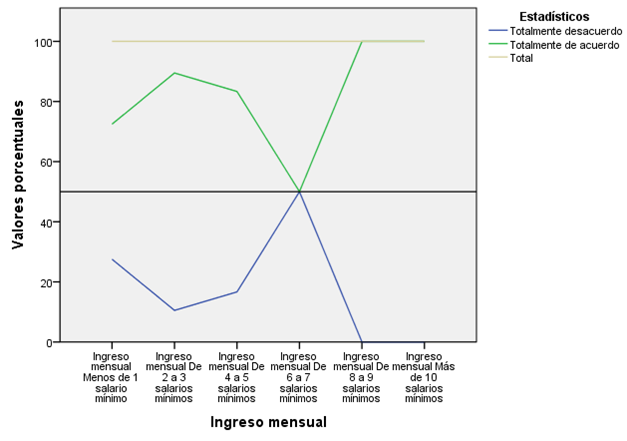 Estadísticos
Totalmente desacuerdo
Totalmente de acuerdo
Total
Valores porcentuales
100
80
60
40
20
0
Ingreso mensual Menos de 1 salario mínimo
Ingreso mensual De 2 a 3 salarios mínimos
Ingreso mensual De 4 a 5 salarios mínimos
Ingreso mensual De 6 a 7 salarios mínimos
Ingreso mensual De 8 a 9 salarios mínimos
Ingreso mensual Más de 10 salarios mínimos
Ingreso mensual